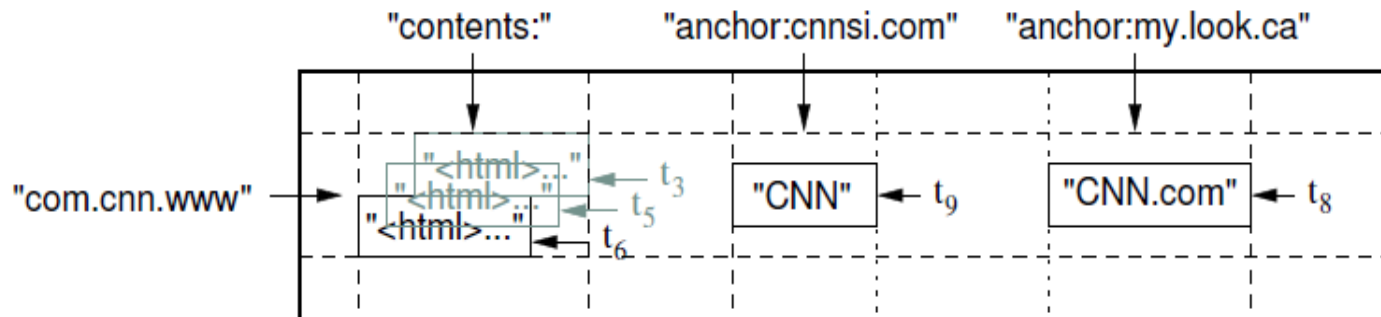 "contents:" "anchor:cnnsi.com" "anchor:my.look.ca"
"<html>..." t3
"com.cnn.www" "<html>..." t5 "CNN" t9 "CNN.com" t8
"<html>..." t6